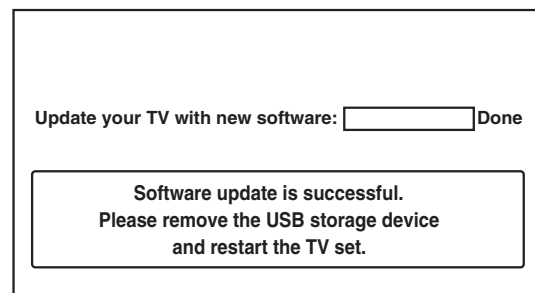 Update your TV with new software: Done
Software update is successful.
Please remove the USB storage device
and restart the TV set.